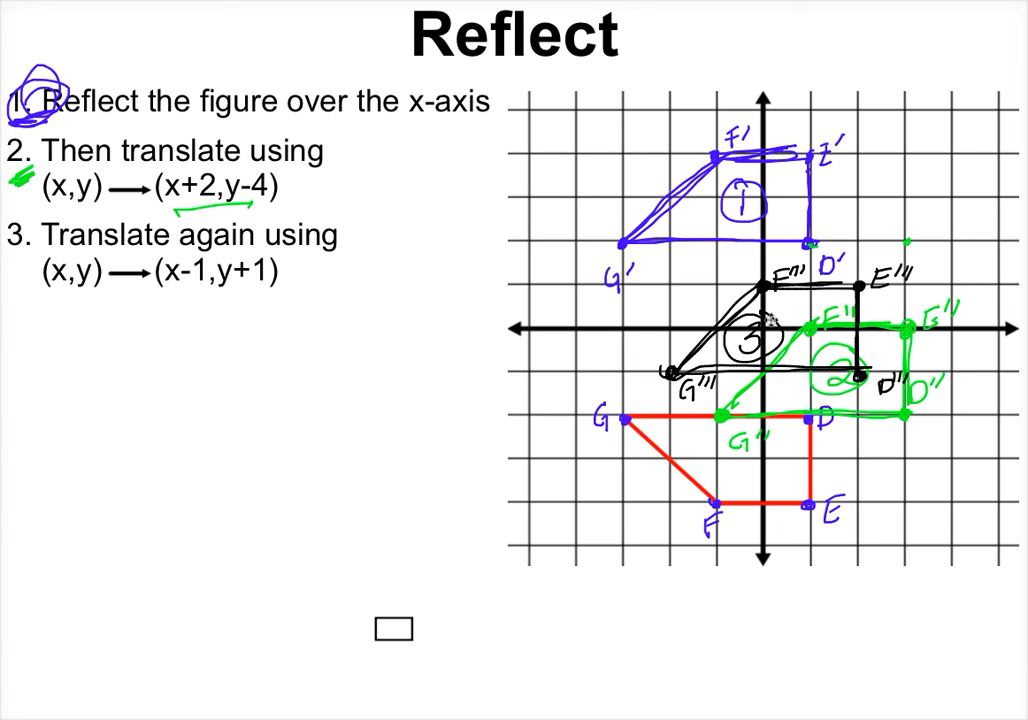 Reflect
1. Reflect the figure over the x-axis
2. Then translate using
(x,y) → (x+2,y-4)
3. Translate again using
(x,y) → (x-1,y+1)
F' E'
1
G' D'
F''' E'''
F'' E''
3 2
G''' D''' D''
G D
G''
F E